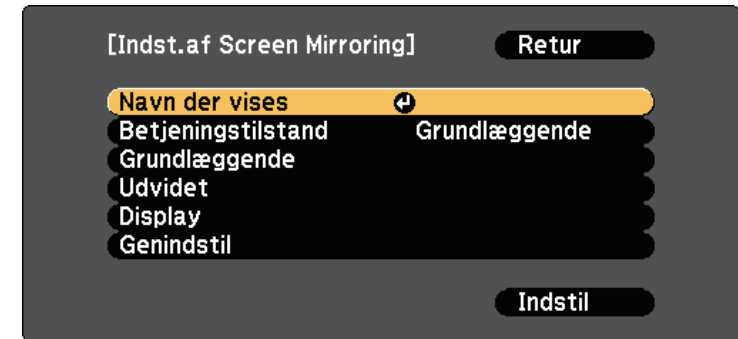 [Indst.af Screen Mirroring] Retur
Navn der vises
Betjeningstilstand Grundlæggende
Grundlæggende
Udvidet
Display
Genindstil
Indstil